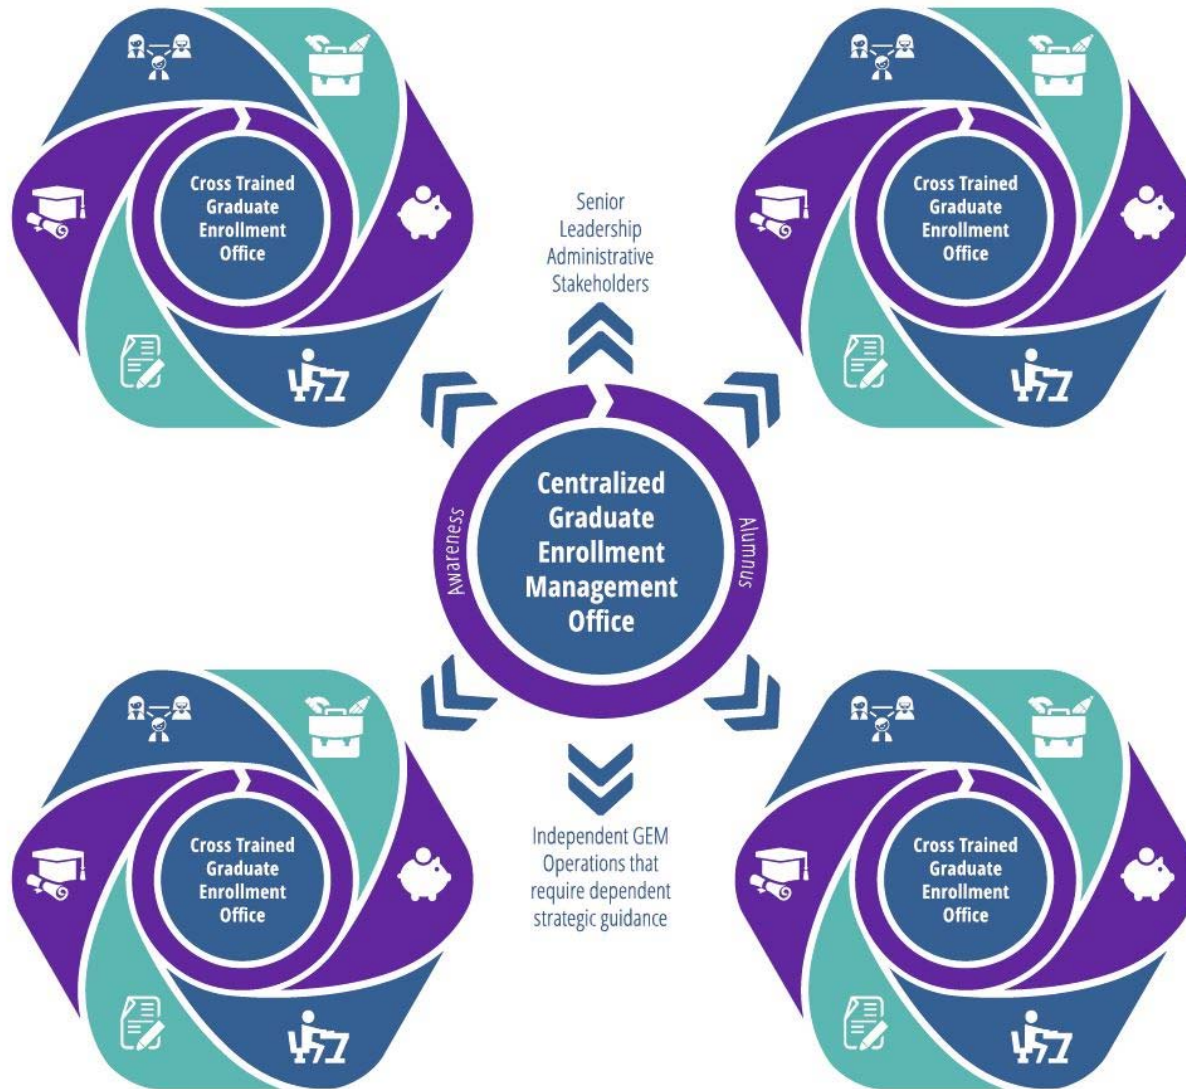 Cross Trained
Graduate
Enrollment
Office
Cross Trained
Graduate
Enrollment
Office
Senior
Leadership
Administrative
Stakeholders
Awareness
Centralized
Graduate
Enrollment
Management
Office
Alumnus
Independent GEM
Operations that
require dependent
strategic guidance
Cross Trained
Graduate
Enrollment
Office
Cross Trained
Graduate
Enrollment
Office